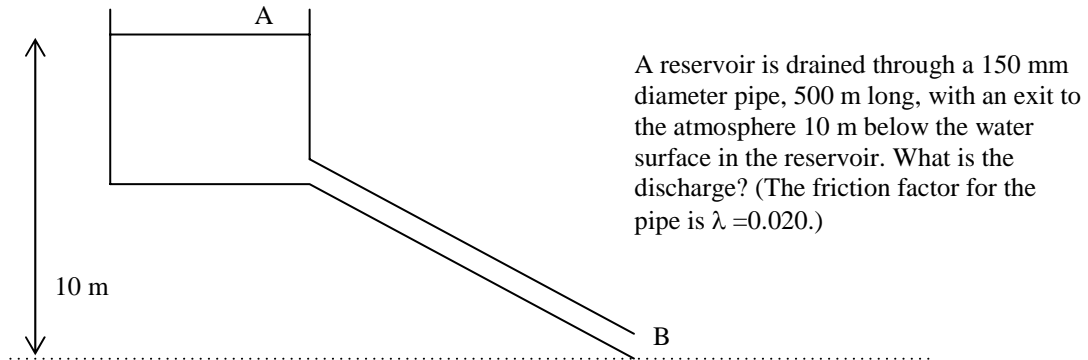 A
A reservoir is drained through a 150 mm
diameter pipe, 500 m long, with an exit to
the atmosphere 10 m below the water
surface in the reservoir. What is the
discharge? (The friction factor for the
pipe is λ =0.020.)
10 m
B